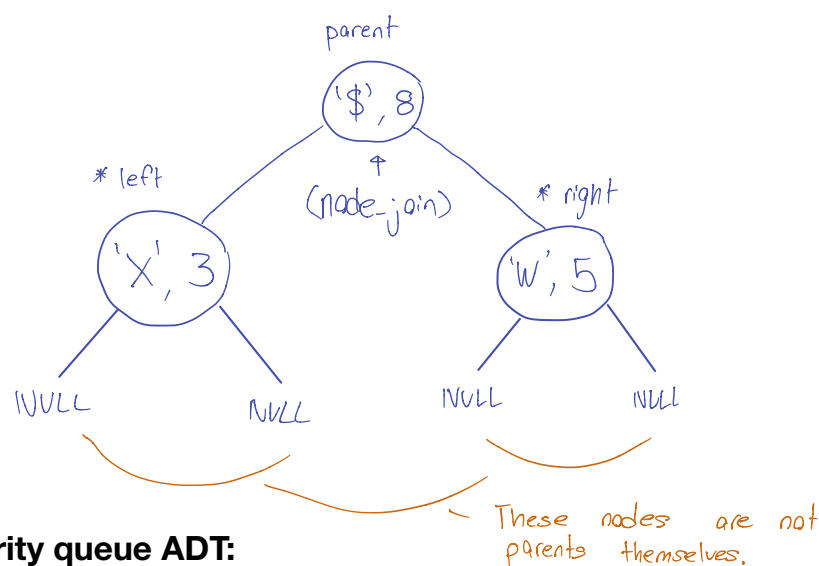 parent
'$', 8
* left
(node_join)
* right
'X', 3
'W', 5
NULL
NULL
NULL
NULL
These nodes are not
parents themselves.
rity queue ADT: